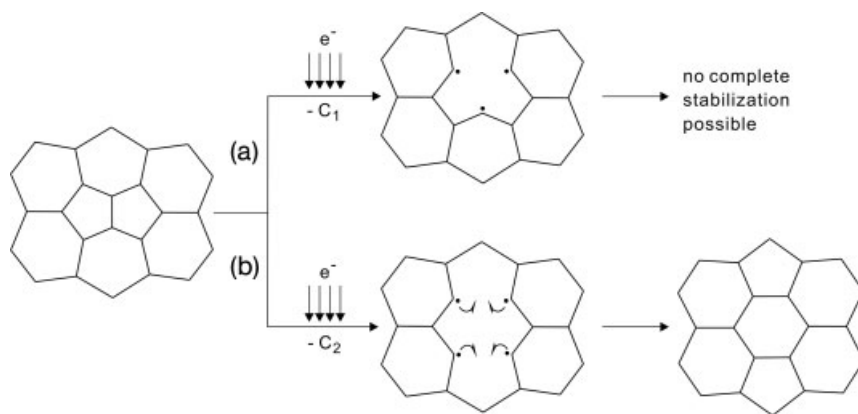 e-
- C1
no complete
stabilization
possible
(a)
(b)
e-
- C2